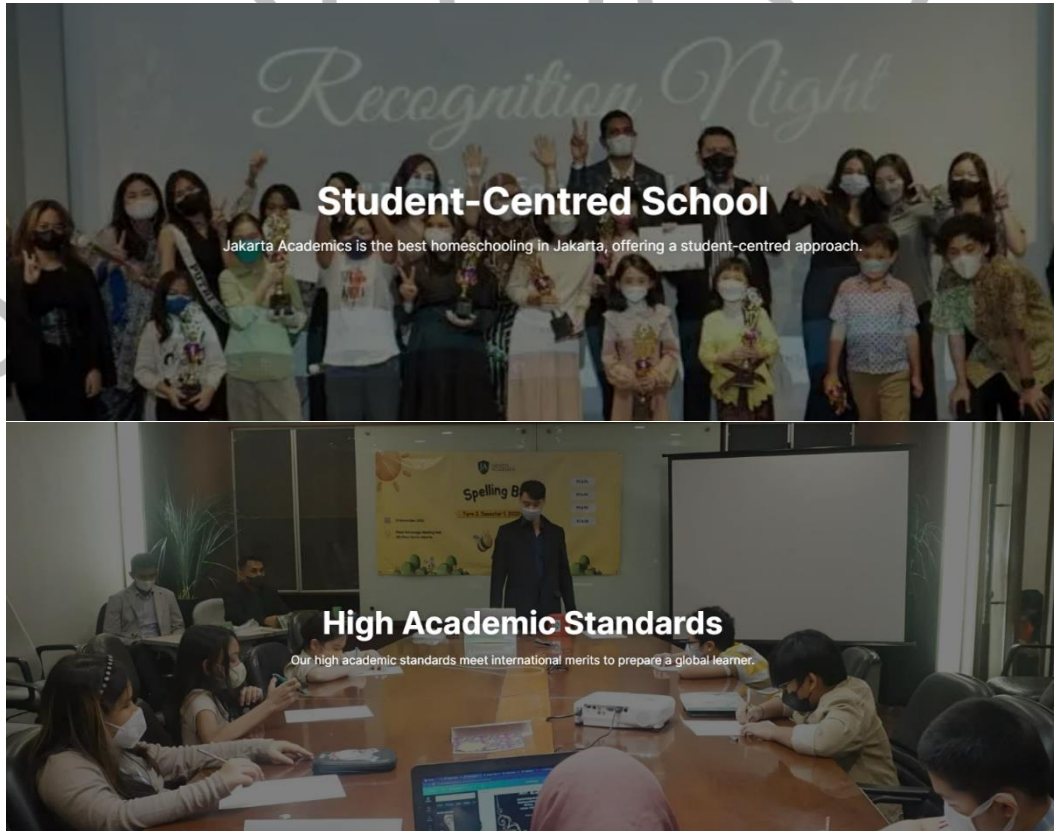 Recognition Night
Student-Centred School
Jakarta Academics is the best homeschooling in Jakarta, offering a student-centred approach.
PUTRI
Spelling B
High Academic Standards
Our high academic standards meet international merits to prepare a global learner.